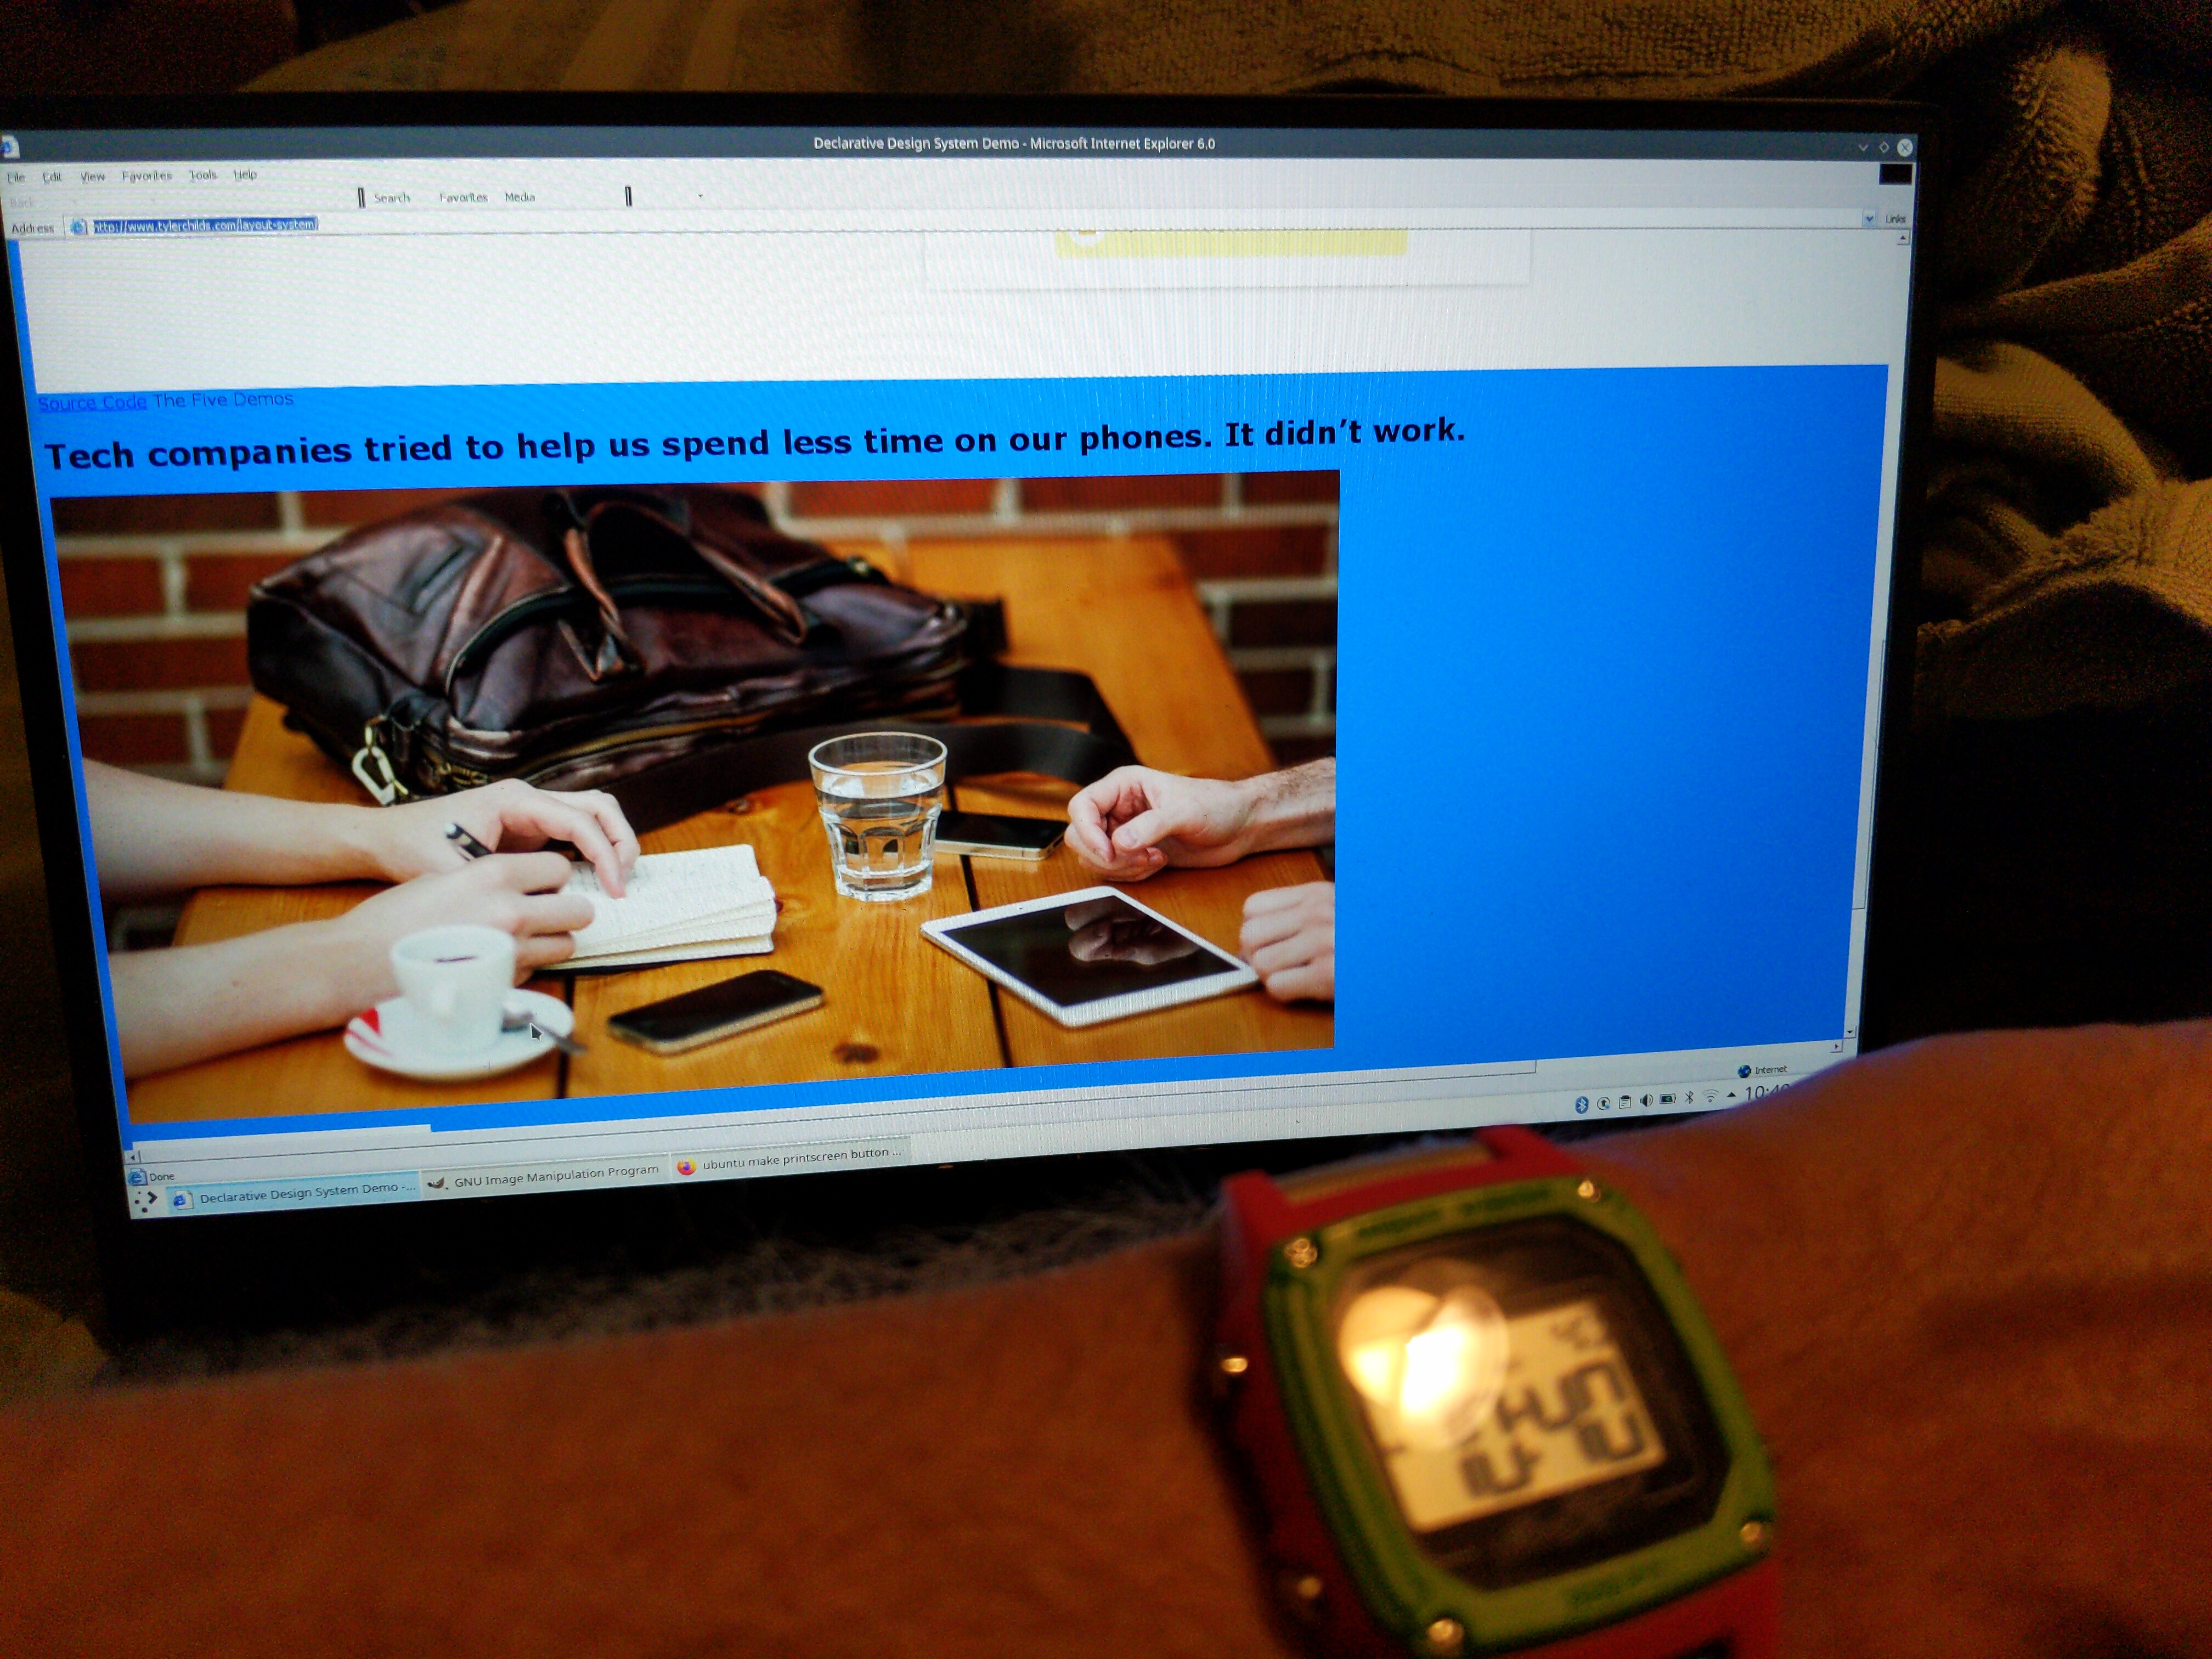 Declarative Design System Demo - Microsoft Internet Explorer 6.0
File Edit View Favorites Tools Help
Back Search Favorites Media
Address http://www.tylerchilds.com/layout-system/ Links
Source Code The Five Demos
Tech companies tried to help us spend less time on our phones. It didn't work.
Internet
Done
Declarative Design System Demo -... GNU Image Manipulation Program ubuntu make printscreen button ...